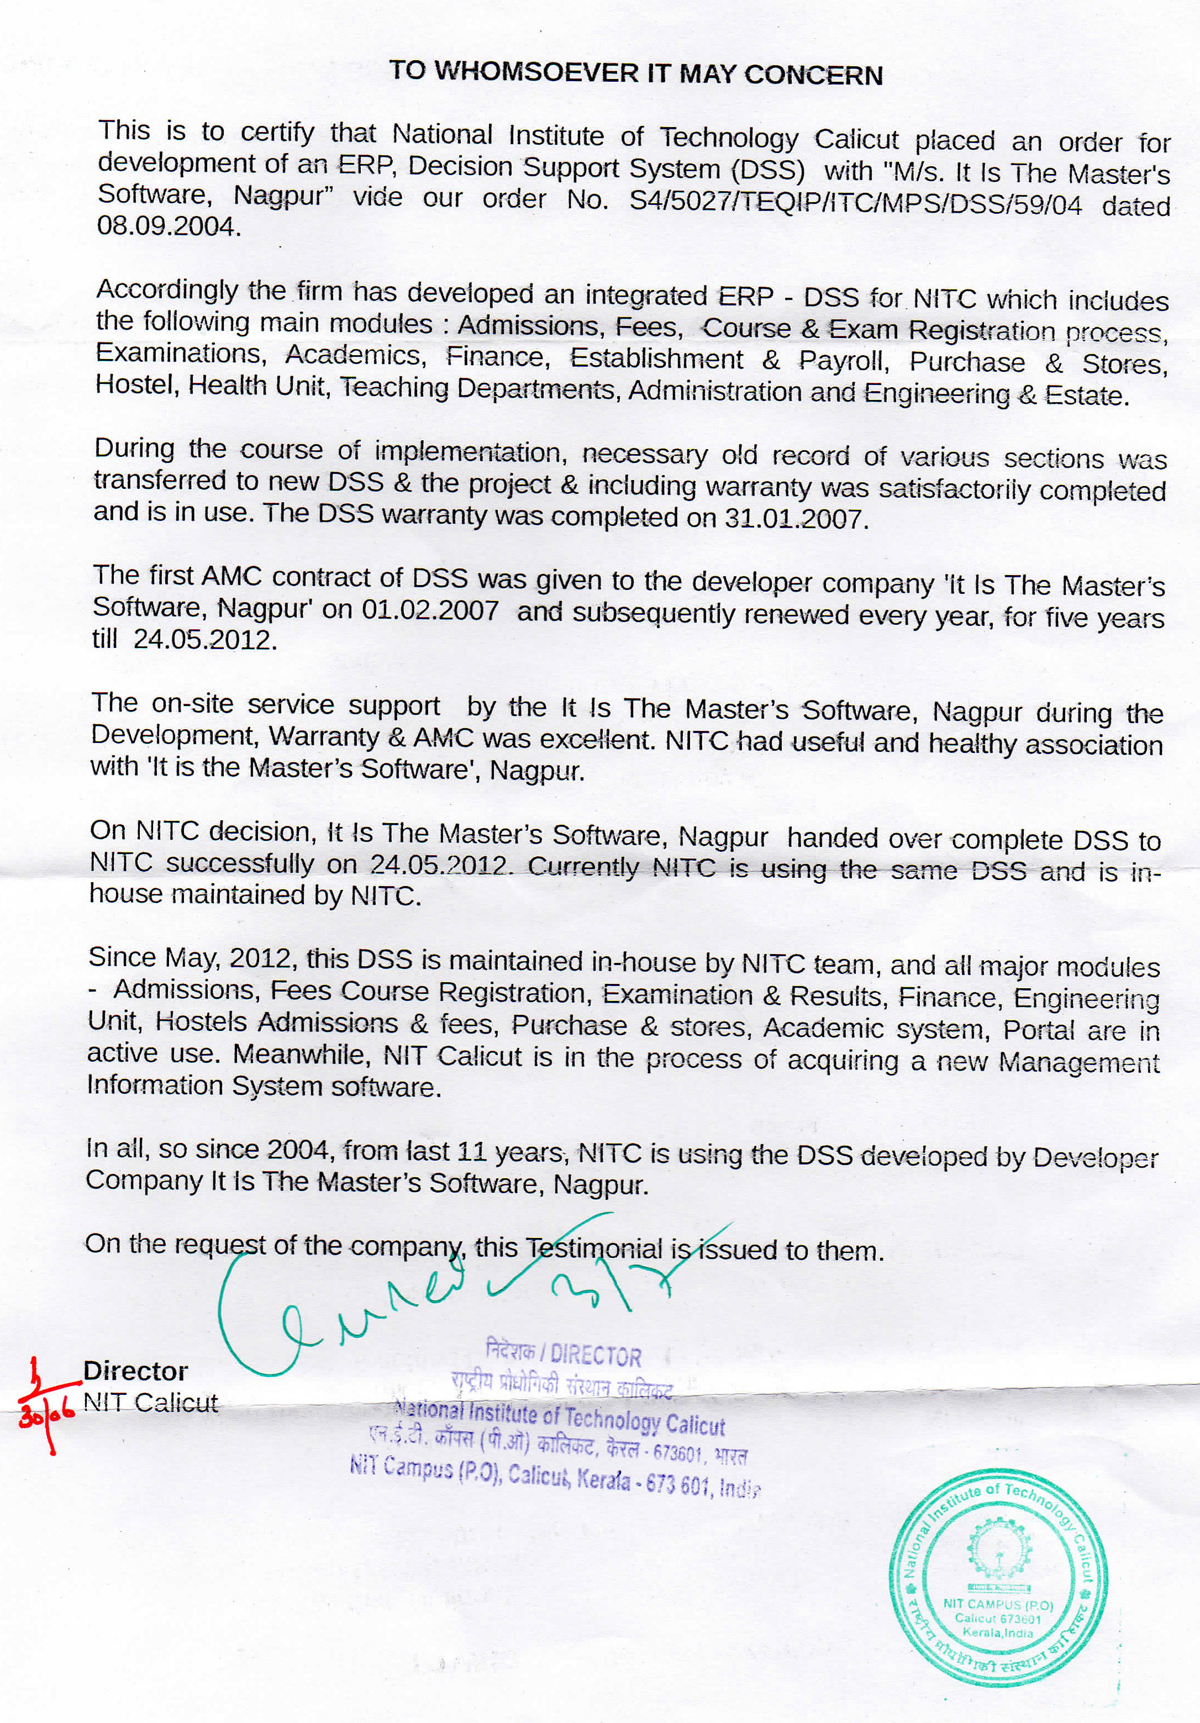 TO WHOMSOEVER IT MAY CONCERN
This is to certify that National Institute of Technology Calicut placed an order for
development of an ERP, Decision Support System (DSS) with "M/s. It Is The Master's
Software, Nagpur” vide our order No. S4/5027/TEQIP/ITC/MPS/DSS/59/04 dated
08.09.2004.
Accordingly the firm has developed an integrated ERP - DSS for NITC which includes
the following main modules : Admissions, Fees, Course & Exam Registration process,
Examinations, Academics, Finance, Establishment & Payroll, Purchase & Stores,
Hostel, Health Unit, Teaching Departments, Administration and Engineering & Estate.
During the course of implementation, necessary old record of various sections was
transferred to new DSS & the project & including warranty was satisfactorily completed
and is in use. The DSS warranty was completed on 31.01.2007.
The first AMC contract of DSS was given to the developer company 'It Is The Master’s
Software, Nagpur' on 01.02.2007 and subsequently renewed every year, for five years
till 24.05.2012.
The on-site service support by the It Is The Master’s Software, Nagpur during the
Development, Warranty & AMC was excellent. NITC had useful and healthy association
with 'It is the Master’s Software', Nagpur.
On NITC decision, It Is The Master’s Software, Nagpur handed over complete DSS to
NITC successfully on 24.05.2012. Currently NITC is using the same DSS and is in-
house maintained by NITC.
Since May, 2012, this DSS is maintained in-house by NITC team, and all major modules
- Admissions, Fees Course Registration, Examination & Results, Finance, Engineering
Unit, Hostels Admissions & fees, Purchase & stores, Academic system, Portal are in
active use. Meanwhile, NIT Calicut is in the process of acquiring a new Management
Information System software.
In all, so since 2004, from last 11 years, NITC is using the DSS developed by Developer
Company It Is The Master’s Software, Nagpur.
On the request of the company, this Testimonial is issued to them.
Director
NIT Calicut
30/06
निदेशक / DIRECTOR
राष्ट्रीय प्रौद्योगिकी संस्थान कालिकट
National Institute of Technology Calicut
एन.ई.टी. काँपस (पी.ओ) कालिकट, केरल - 673601, भारत
NIT Campus (P.O), Calicut, Kerala - 673 601, India
National Institute of Technology Calicut
NIT CAMPUS (P.O)
Calicut 673601
Kerala,India
राष्ट्रीय प्रौद्योगिकी संस्थान कालिकट